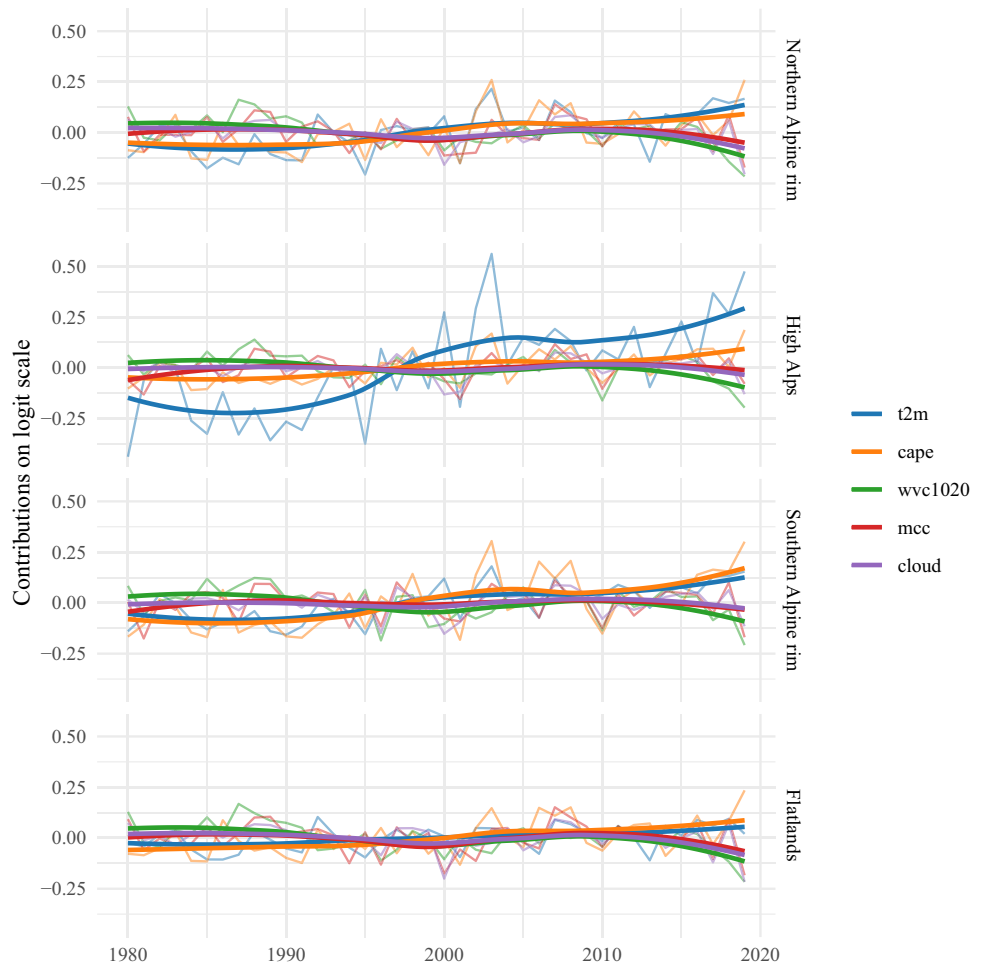 Contributions on logit scale
0.50
0.25
0.00
−0.25
Northern Alpine rim
0.50
0.25
0.00
−0.25
High Alps
0.50
0.25
0.00
−0.25
Southern Alpine rim
0.50
0.25
0.00
−0.25
Flatlands
1980 1990 2000 2010 2020
t2m
cape
wvc1020
mcc
cloud